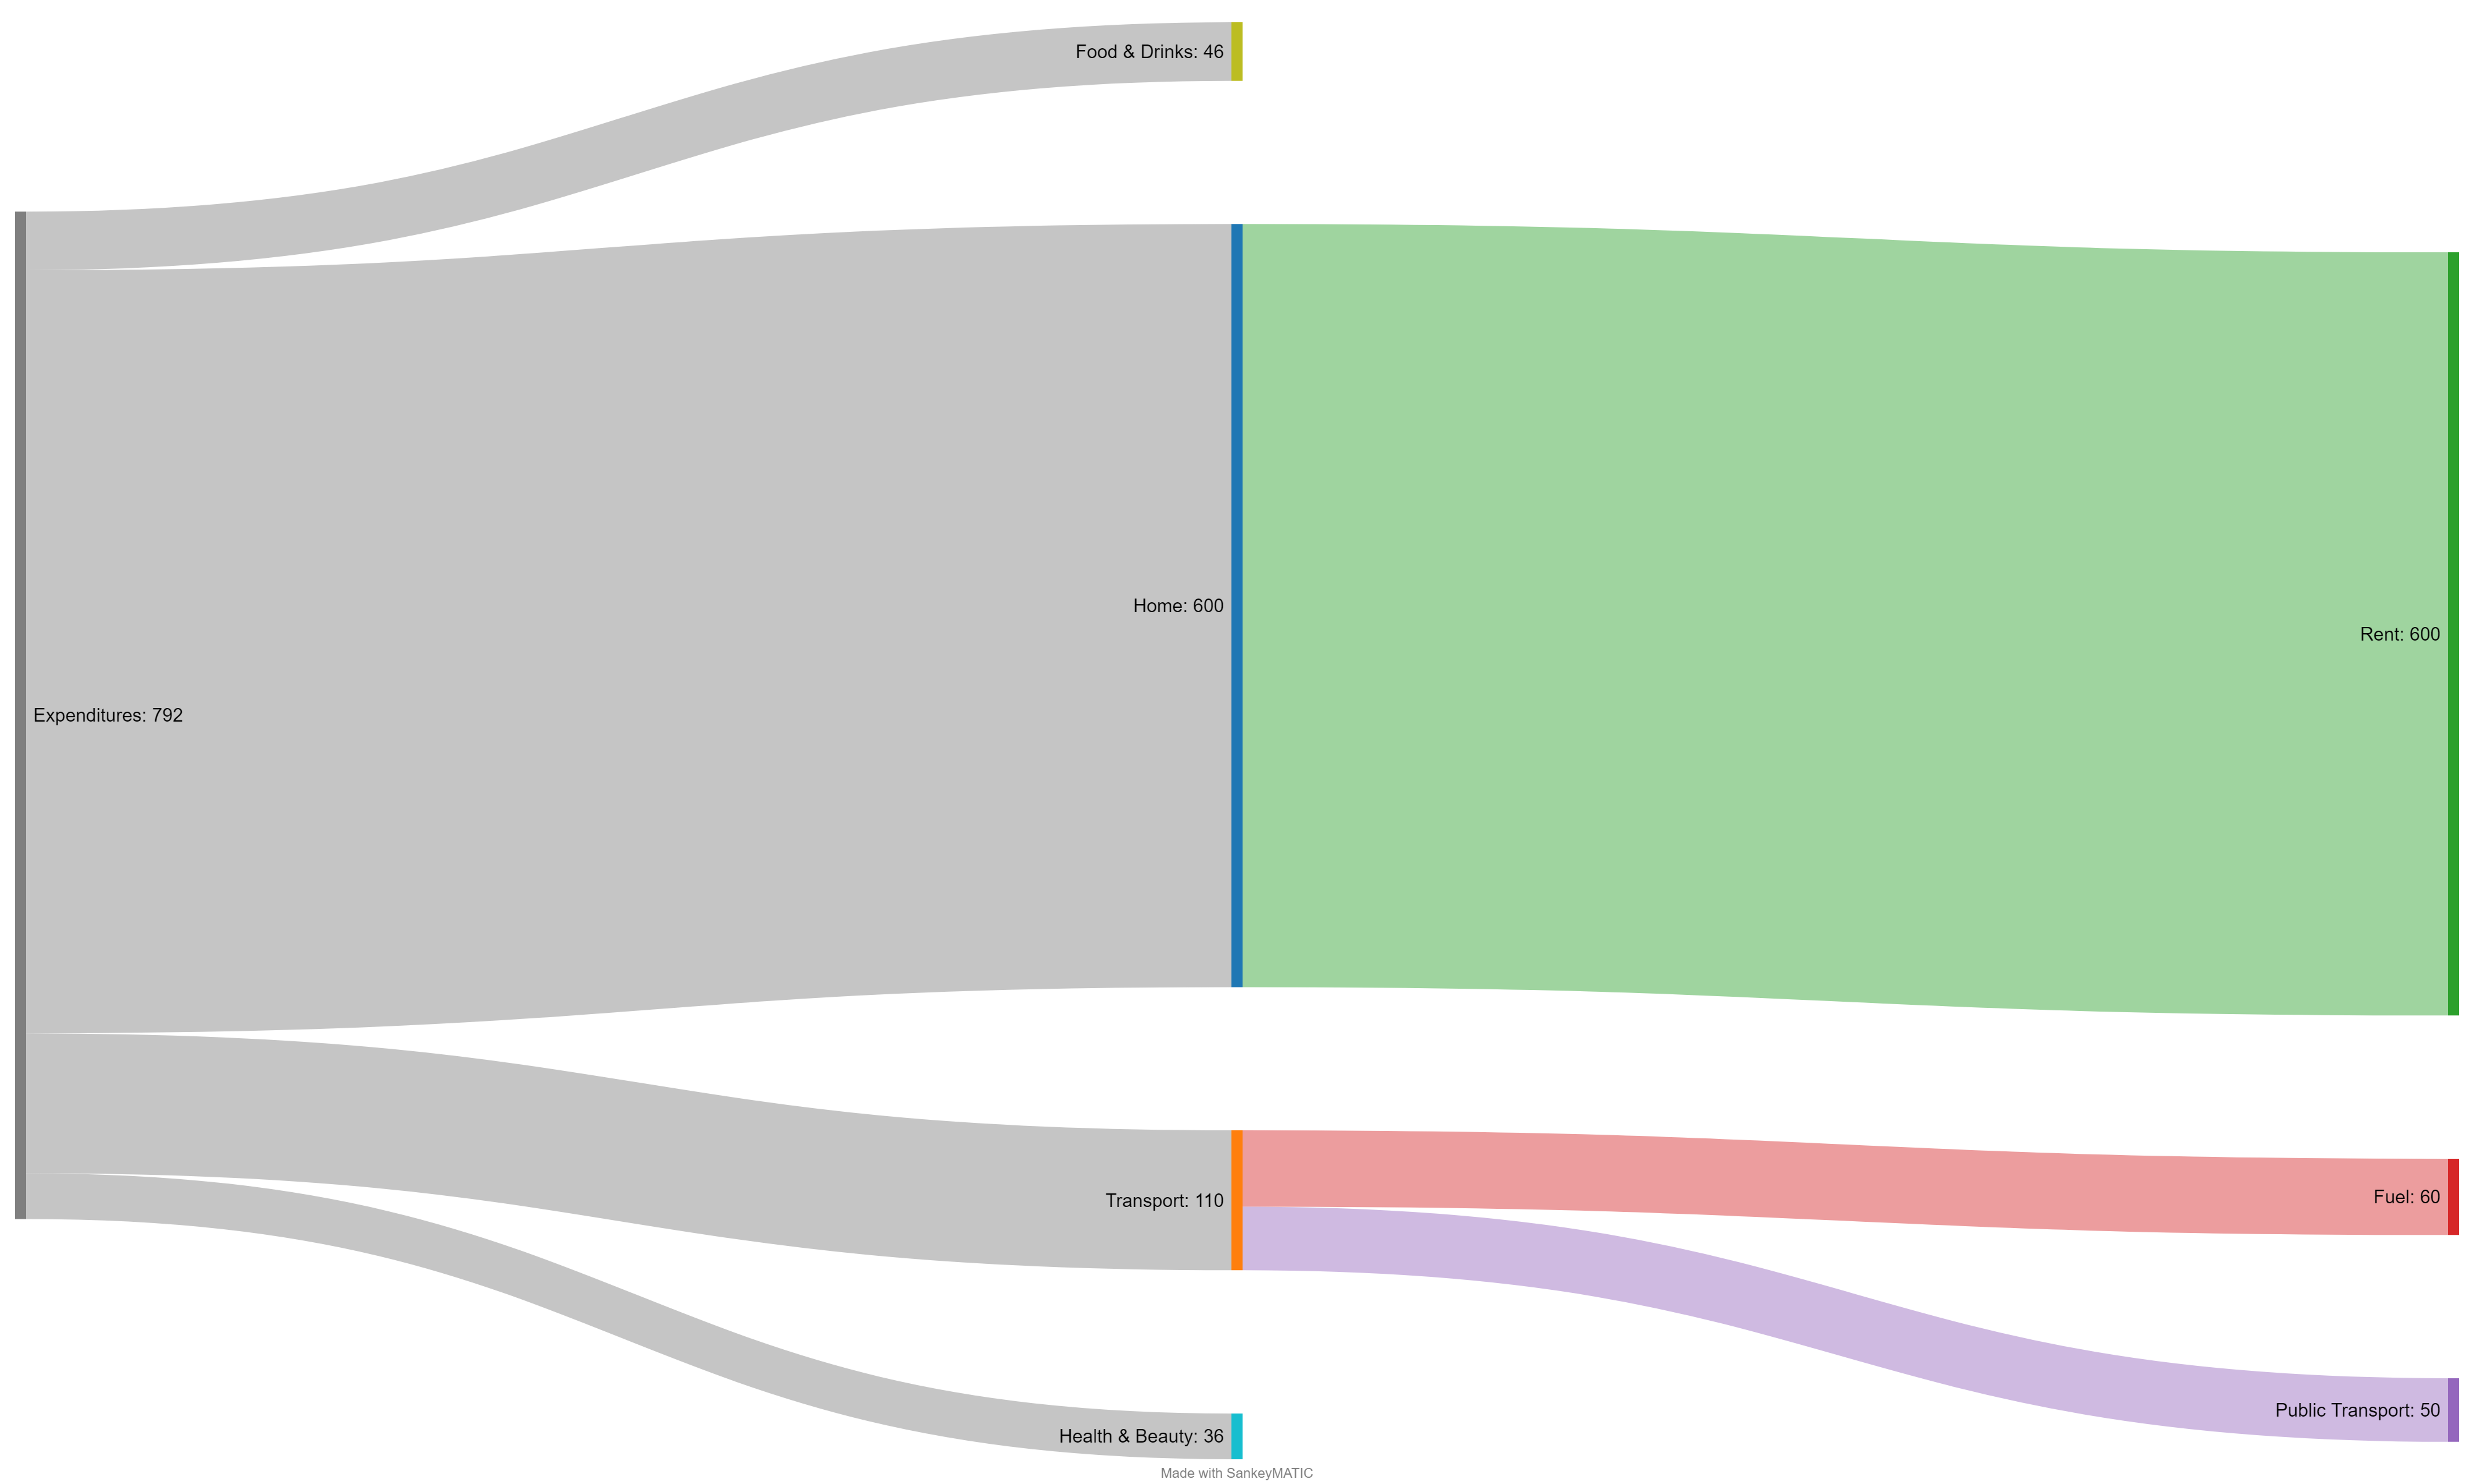 Food & Drinks: 46
Home: 600
Rent: 600
Expenditures: 792
Transport: 110
Fuel: 60
Public Transport: 50
Health & Beauty: 36
Made with SankeyMATIC